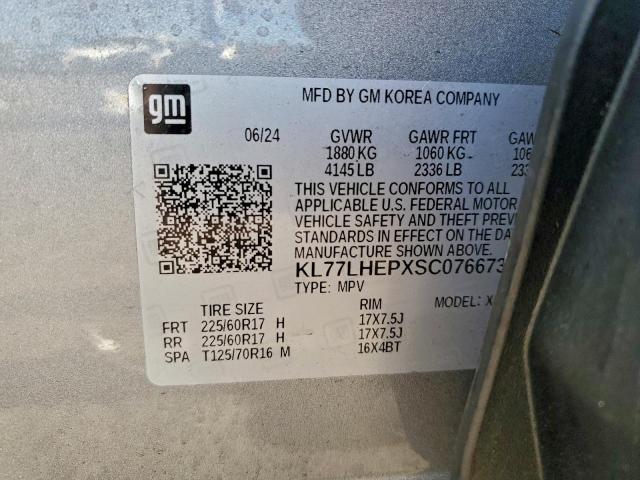 gm
MFD BY GM KOREA COMPANY
06/24 GVWR GAWR FRT
1880 KG 1060 KG
4145 LB 2336 LB
THIS VEHICLE CONFORMS TO ALL
APPLICABLE U.S. FEDERAL MOTOR
VEHICLE SAFETY AND THEFT
STANDARDS IN EFFECT ON THE DATE
MANUFACTURE SHOWN ABOVE.
KL77LHEPXSC076673
TYPE: MPV MODEL:
TIRE SIZE RIM
FRT 225/60R17 H 17X7.5J
RR 225/60R17 H 17X7.5J
SPA T125/70R16 M 16X4BT